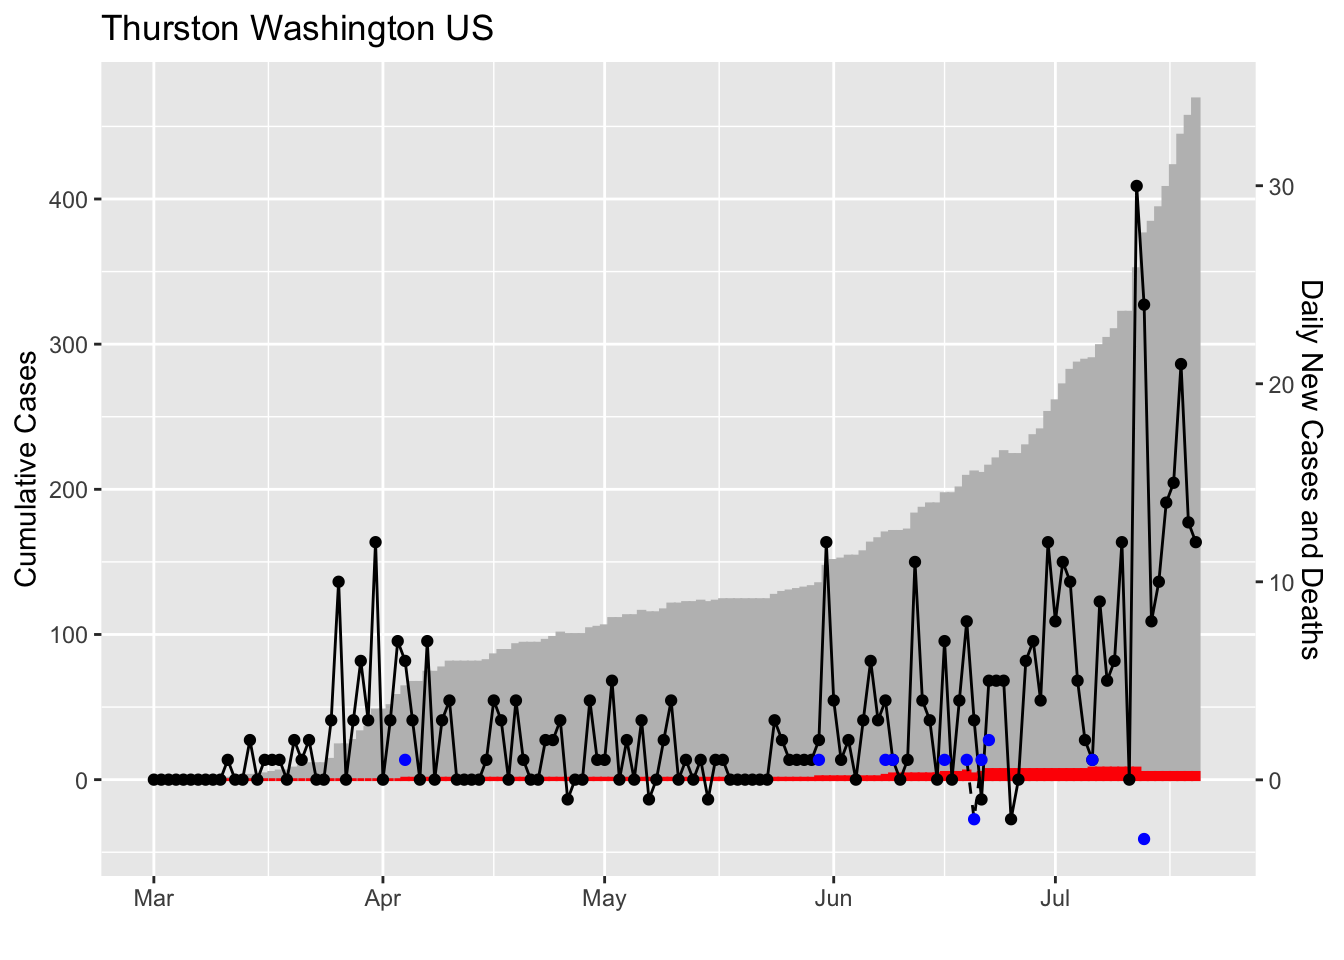 Thurston Washington US
Cumulative Cases
400
300
200
100
0
30
20
10
0
Daily New Cases and Deaths
Mar
Apr
May
Jun
Jul